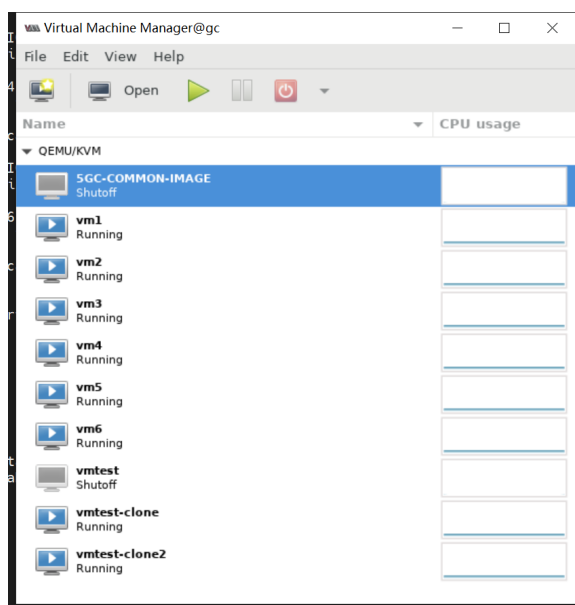 Virtual Machine Manager@gc
File Edit View Help
Open
Name CPU usage
QEMU/KVM
5GC-COMMON-IMAGE
Shutoff
vm1
Running
vm2
Running
vm3
Running
vm4
Running
vm5
Running
vm6
Running
vmtest
Shutoff
vmtest-clone
Running
vmtest-clone2
Running